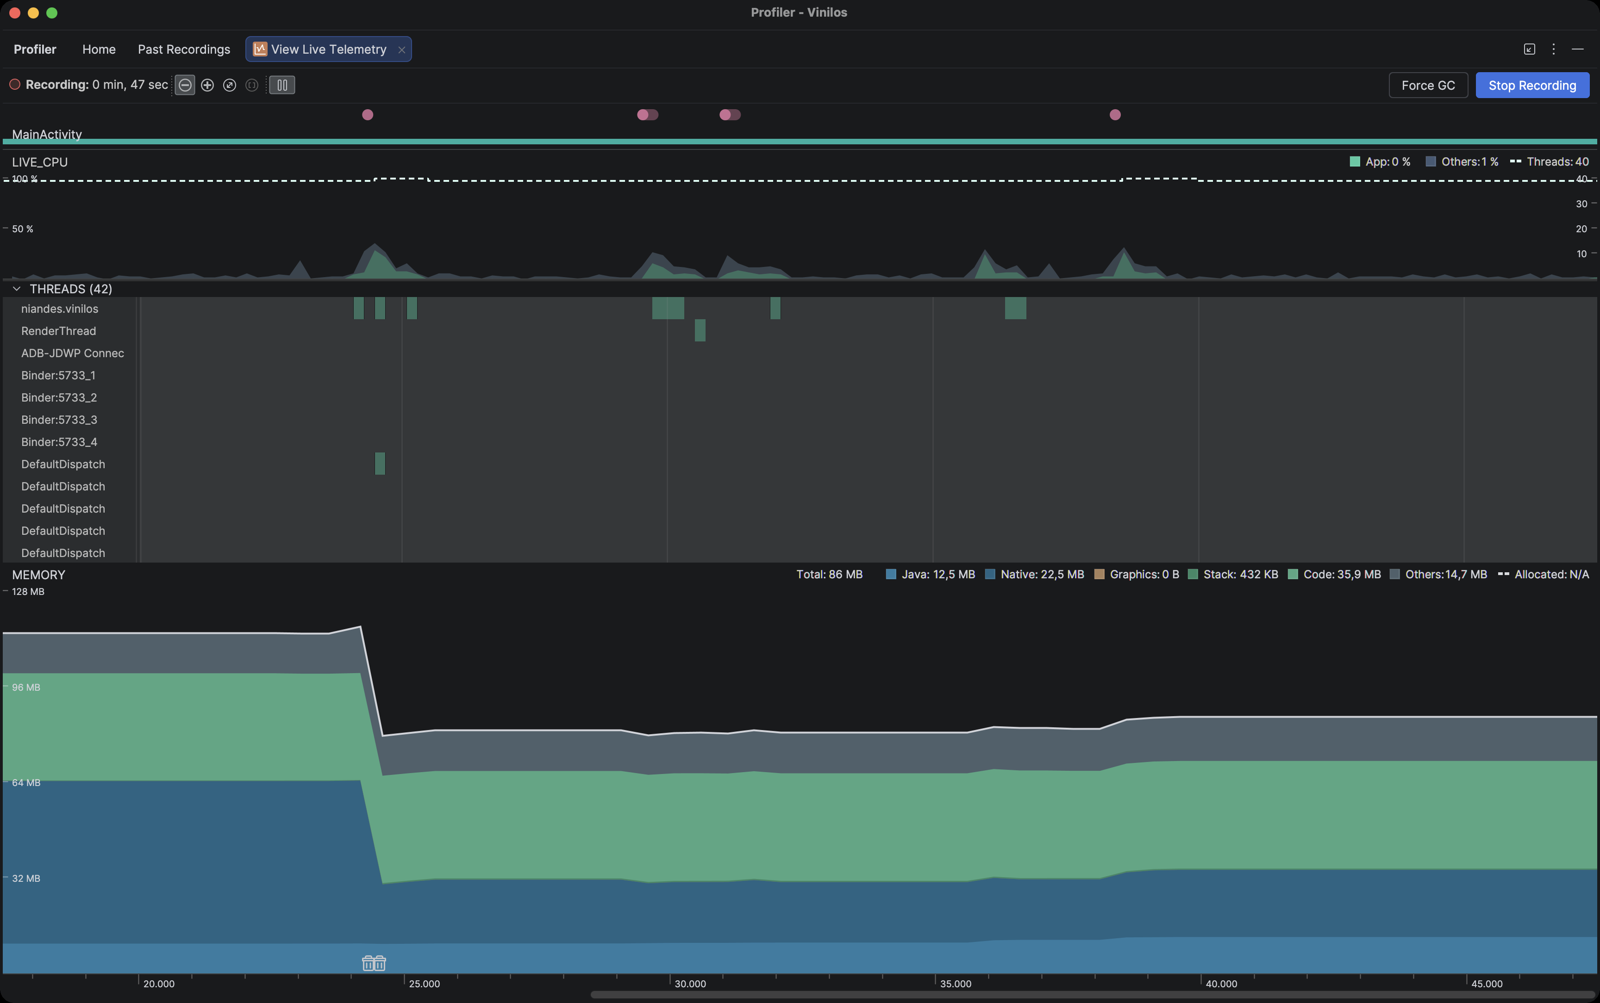 Profiler - Vinilos
Profiler Home Past Recordings View Live Telemetry
Recording: 0 min, 47 sec Force GC Stop Recording
MainActivity
LIVE_CPU App: 0 % Others: 1 % Threads: 40
100 % 40
30
50 % 20
10
THREADS (42)
niandes.vinilos
RenderThread
ADB-JDWP Connec
Binder:5733_1
Binder:5733_2
Binder:5733_3
Binder:5733_4
DefaultDispatch
DefaultDispatch
DefaultDispatch
DefaultDispatch
DefaultDispatch
MEMORY Total: 86 MB Java: 12,5 MB Native: 22,5 MB Graphics: 0 B Stack: 432 KB Code: 35,9 MB Others: 14,7 MB Allocated: N/A
128 MB
96 MB
64 MB
32 MB
20.000 25.000 30.000 35.000 40.000 45.000